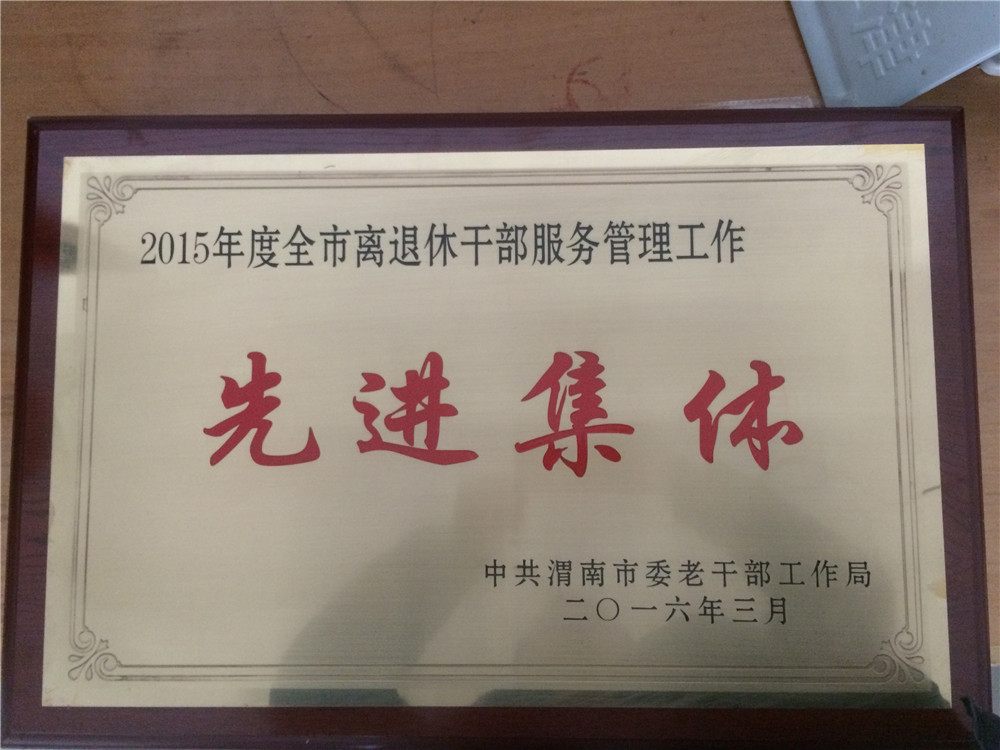 2015年度全市离退休干部服务管理工作
先进集体
中共渭南市委老干部工作局
二〇一六年三月